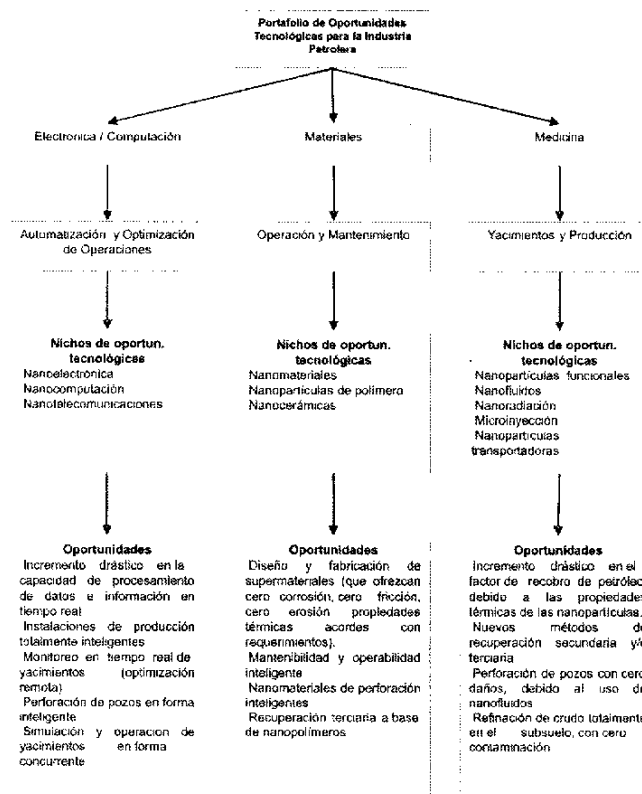 Portafolio de Oportunidades
Tecnológicas para la Industria
Petrolera
Electronica / Computación
Materiales
Medicina
Automatización y Optimización
de Operaciones
Operación y Mantenimiento
Yacimientos y Producción
Nichos de oportun.
tecnológicas
Nanoelectrónica
Nanocomputación
Nanotelecomunicaciones
Nichos de oportun.
tecnológicas
Nanomateriales
Nanopartículas de polímero
Nanocerámicas
Nichos de oportun.
tecnológicas
Nanopartículas funcionales
Nanofluidos
Nanoradiación
Microinyección
Nanoparticulas
transportadoras
Oportunidades
Incremento drástico en la
capacidad de procesamiento
de datos e información en
tiempo real
Instalaciones de producción
totalmente inteligentes
Monitoreo en tiempo real de
yacimientos (optimización
remota)
Perforación de pozos en forma
inteligente
Simulación y operacion de
yacimientos en forma
concurrente
Oportunidades
Diseño y fabricación de
supermateriales (que ofrezcan
cero corrosión, cero fricción,
cero erosión propiedades
térmicas acordes con
requerimientos).
Mantenibilidad y operabilidad
inteligente
Nanomateriales de perforación
inteligentes
Recuperación terciaria a base
de nanopolímeros
Oportunidades
Incremento drástico en el
factor de recobro de petróleo
debido a las propiedades
térmicas de las nanopartículas.
Nuevos métodos de
recuperación secundaria y/o
terciaria
Perforación de pozos con cero
daños, debido al uso de
nanofluidos
Refinación de crudo totalmente
en el subsuelo, con cero
contaminación